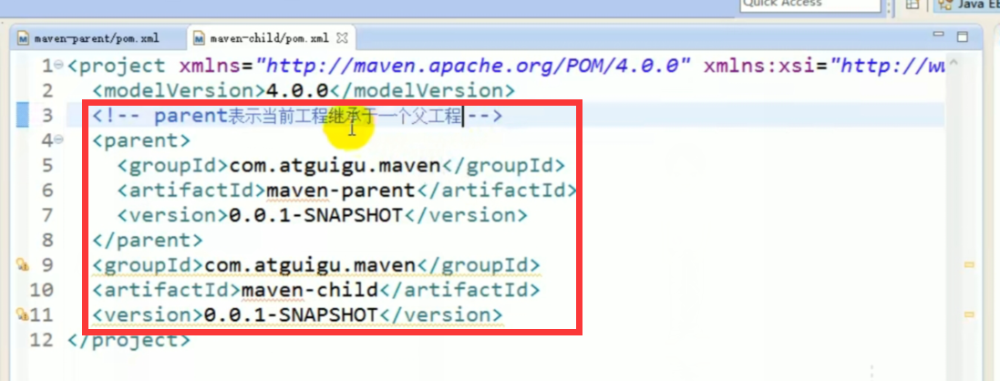 Quick Access
Java EE
maven-parent/pom.xml
maven-child/pom.xml
1 <project xmlns="http://maven.apache.org/POM/4.0.0" xmlns:xsi="http://ww
2 <modelVersion>4.0.0</modelVersion>
3 <!-- parent表示当前工程继承于一个父工程-->
4 <parent>
5 <groupId>com.atguigu.maven</groupId>
6 <artifactId>maven-parent</artifactId>
7 <version>0.0.1-SNAPSHOT</version>
8 </parent>
9 <groupId>com.atguigu.maven</groupId>
10 <artifactId>maven-child</artifactId>
11 <version>0.0.1-SNAPSHOT</version>
12 </project>